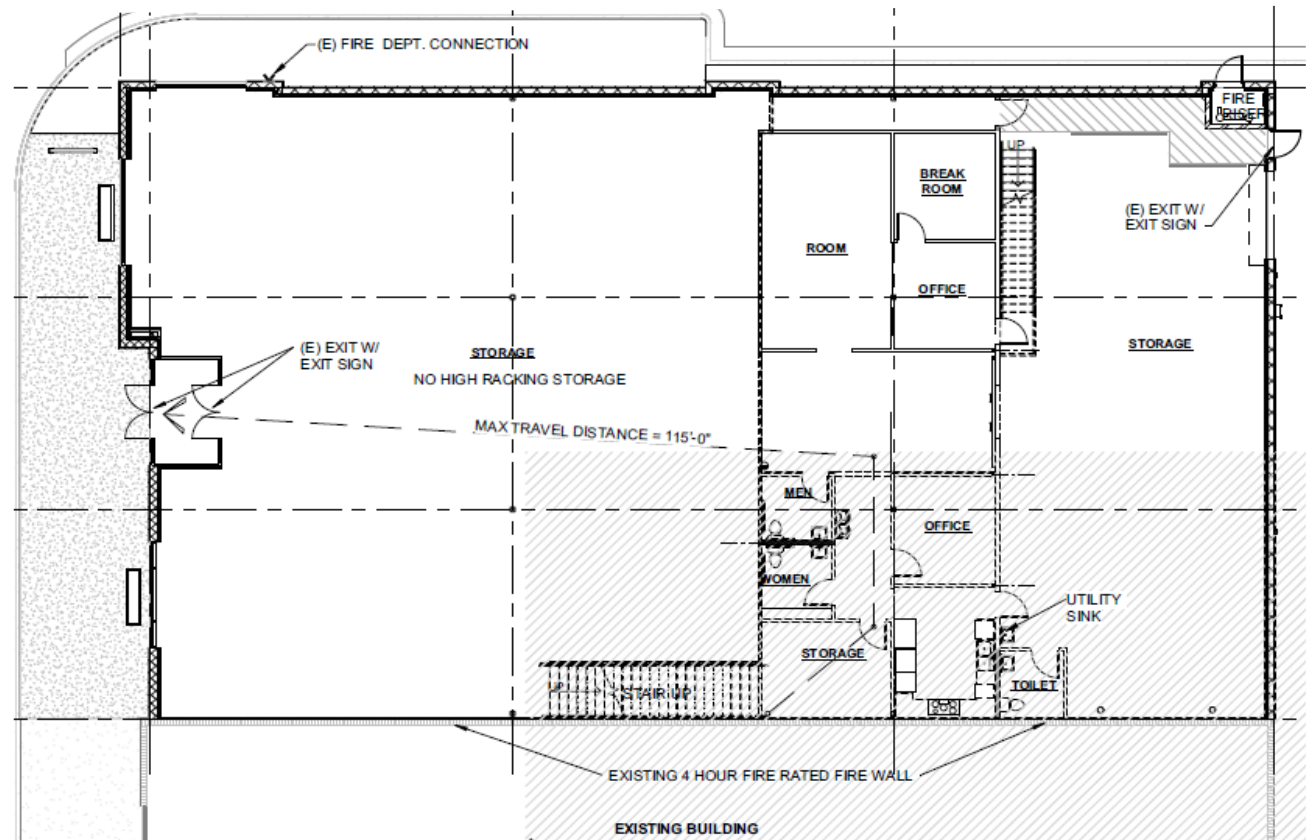 (E) FIRE DEPT. CONNECTION
FIRE
RISER
UP
BREAK
ROOM
(E) EXIT W/
EXIT SIGN
ROOM
OFFICE
(E) EXIT W/
EXIT SIGN
STORAGE
STORAGE
NO HIGH RACKING STORAGE
MAX TRAVEL DISTANCE = 115'-0"
MEN
OFFICE
WOMEN
UTILITY
SINK
STORAGE
TOILET
UP
STAIR UP
EXISTING 4 HOUR FIRE RATED FIRE WALL
EXISTING BUILDING